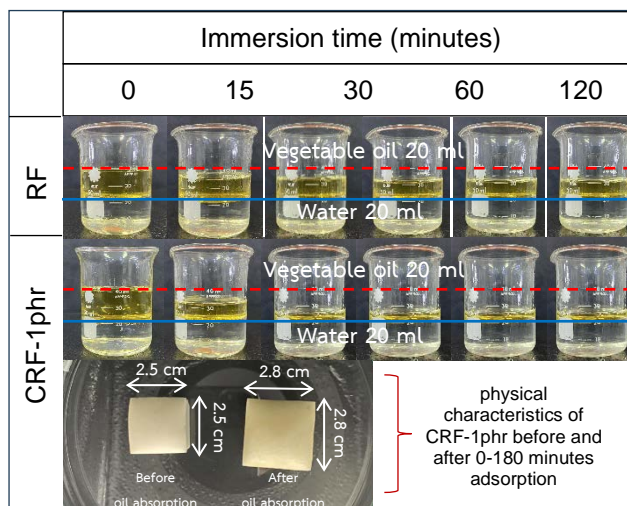 Immersion time (minutes)
0 15 30 60 120
RF
Vegetable oil 20 ml
Water 20 ml
CRF-1phr
Vegetable oil 20 ml
Water 20 ml
2.5 cm
2.5 cm
2.8 cm
2.8 cm
Before
oil absorption
After
oil absorption
physical
characteristics of
CRF-1phr before and
after 0-180 minutes
adsorption